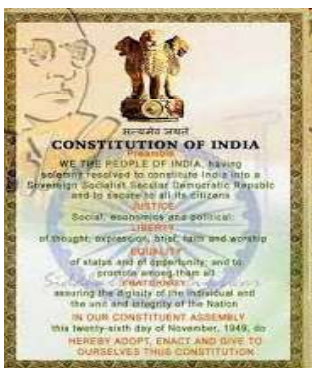 सत्यमेव जयते
CONSTITUTION OF INDIA
Preamble
WE THE PEOPLE OF INDIA, having
solemnly resolved to constitute India into a
Sovereign Socialist Secular Democratic Republic
and to secure to all its citizens
JUSTICE
Social, economics and political:
LIBERTY
of thought, expression, brief, faith and worship
EQUALITY
of status and of opportunity; and to
promote among them all
FRATERNITY
assuring the dignity of the individual and
the unit and integrity of the Nation
IN OUR CONSTITUENT ASSEMBLY
this twenty-sixth day of November, 1949, do
HEREBY ADOPT, ENACT AND GIVE TO
OURSELVES THUS CONSTITUTION